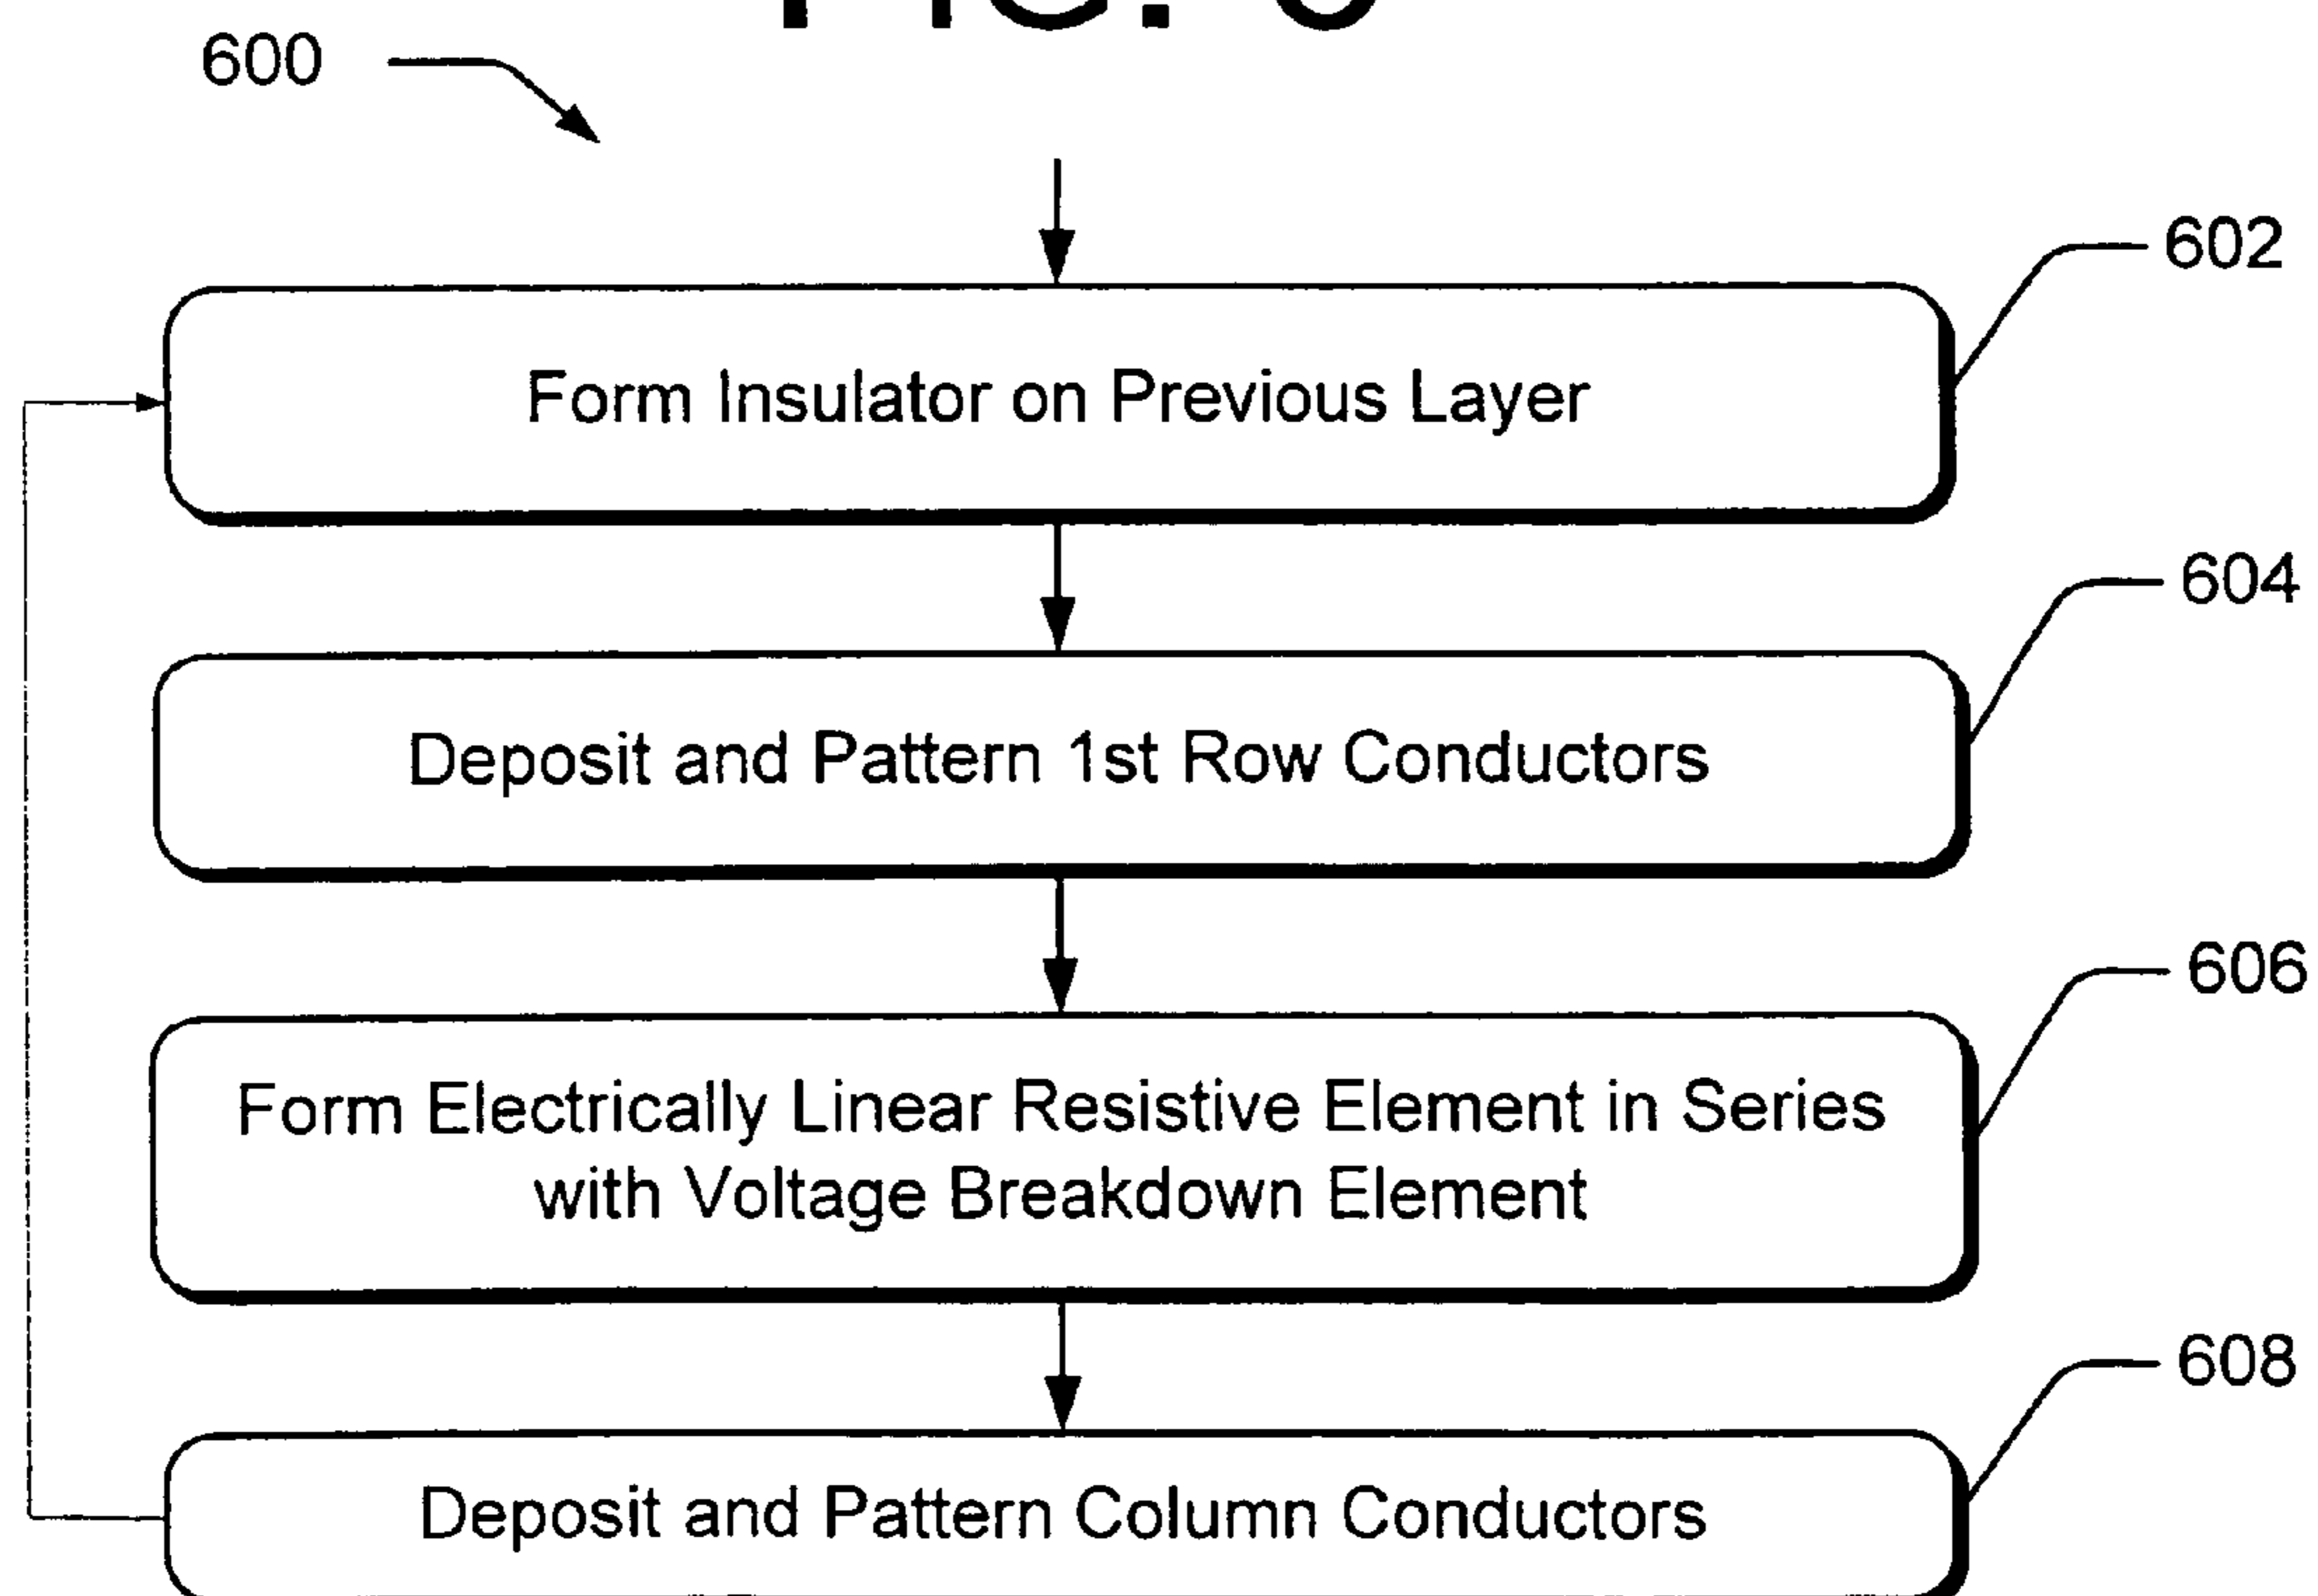 600
602
Form Insulator on Previous Layer
604
Deposit and Pattern 1st Row Conductors
606
Form Electrically Linear Resistive Element in Series
with Voltage Breakdown Element
608
Deposit and Pattern Column Conductors